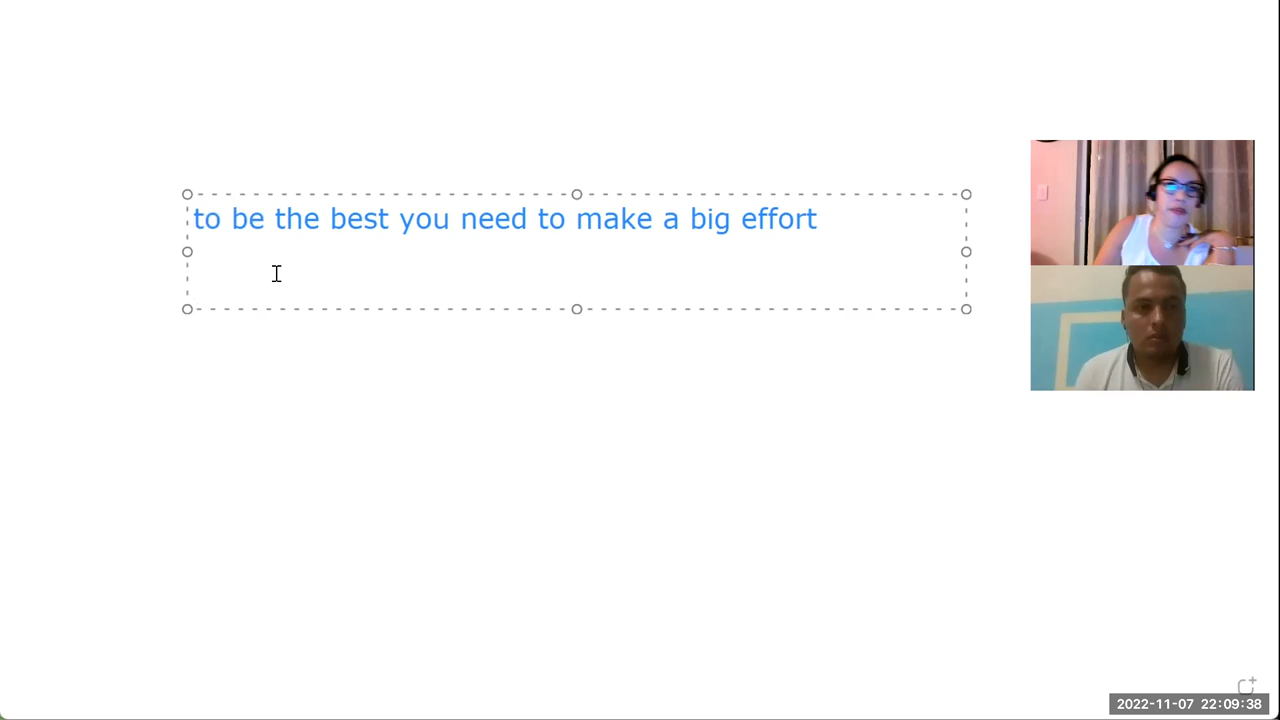 to be the best you need to make a big effort
2022-11-07 22:09:38